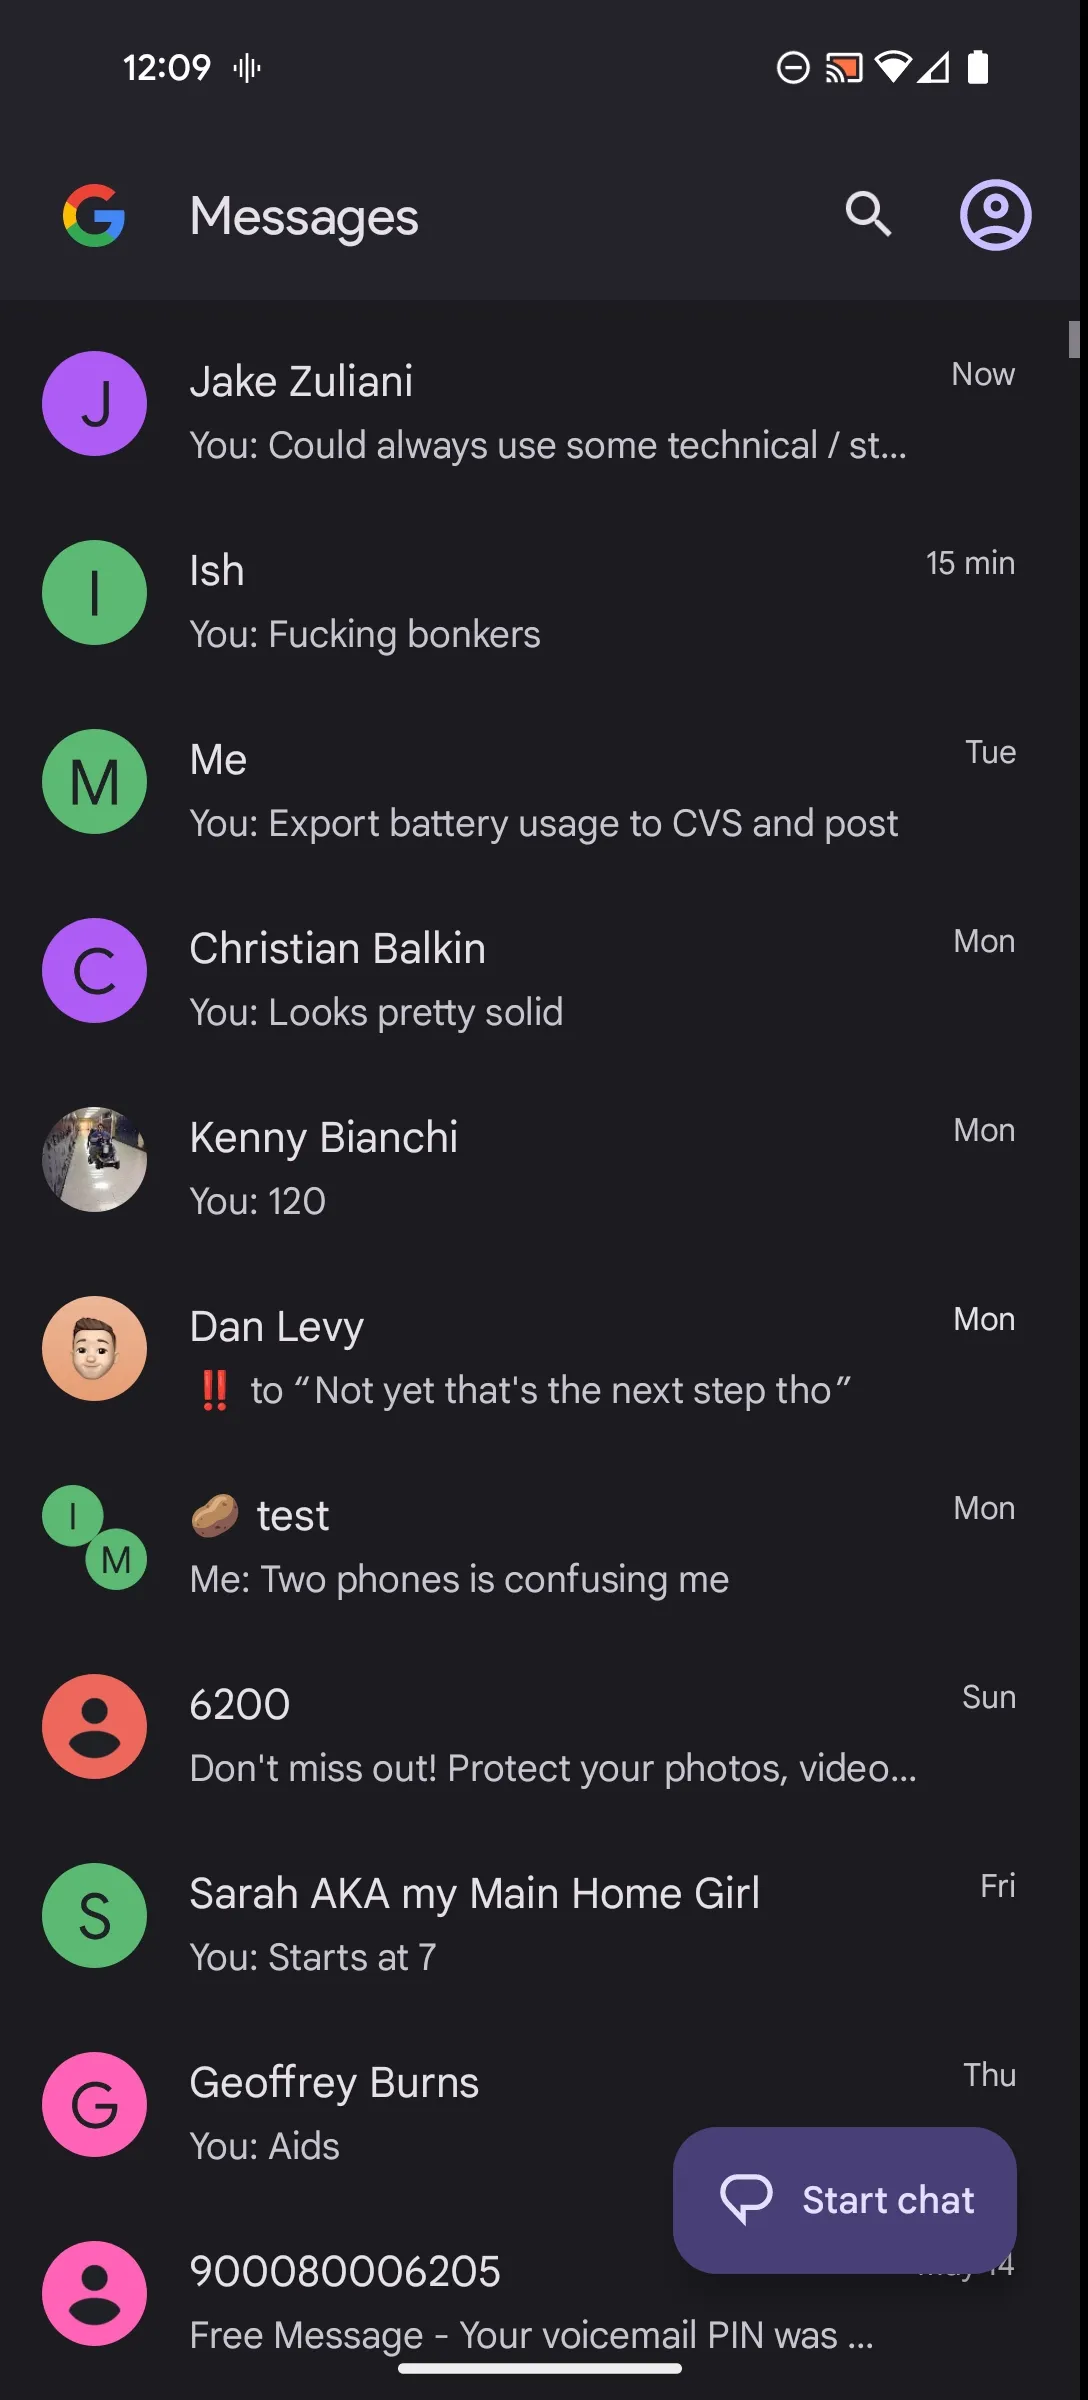 12:09
Messages
J
Jake Zuliani
Now
You: Could always use some technical / st...
I
Ish
15 min
You: Fucking bonkers
M
Me
Tue
You: Export battery usage to CVS and post
C
Christian Balkin
Mon
You: Looks pretty solid
Kenny Bianchi
Mon
You: 120
Dan Levy
Mon
‼️ to “Not yet that's the next step tho”
I
M
🥔 test
Mon
Me: Two phones is confusing me
6200
Sun
Don't miss out! Protect your photos, video...
S
Sarah AKA my Main Home Girl
Fri
You: Starts at 7
G
Geoffrey Burns
Thu
You: Aids
Start chat
900080006205
May 14
Free Message - Your voicemail PIN was ...